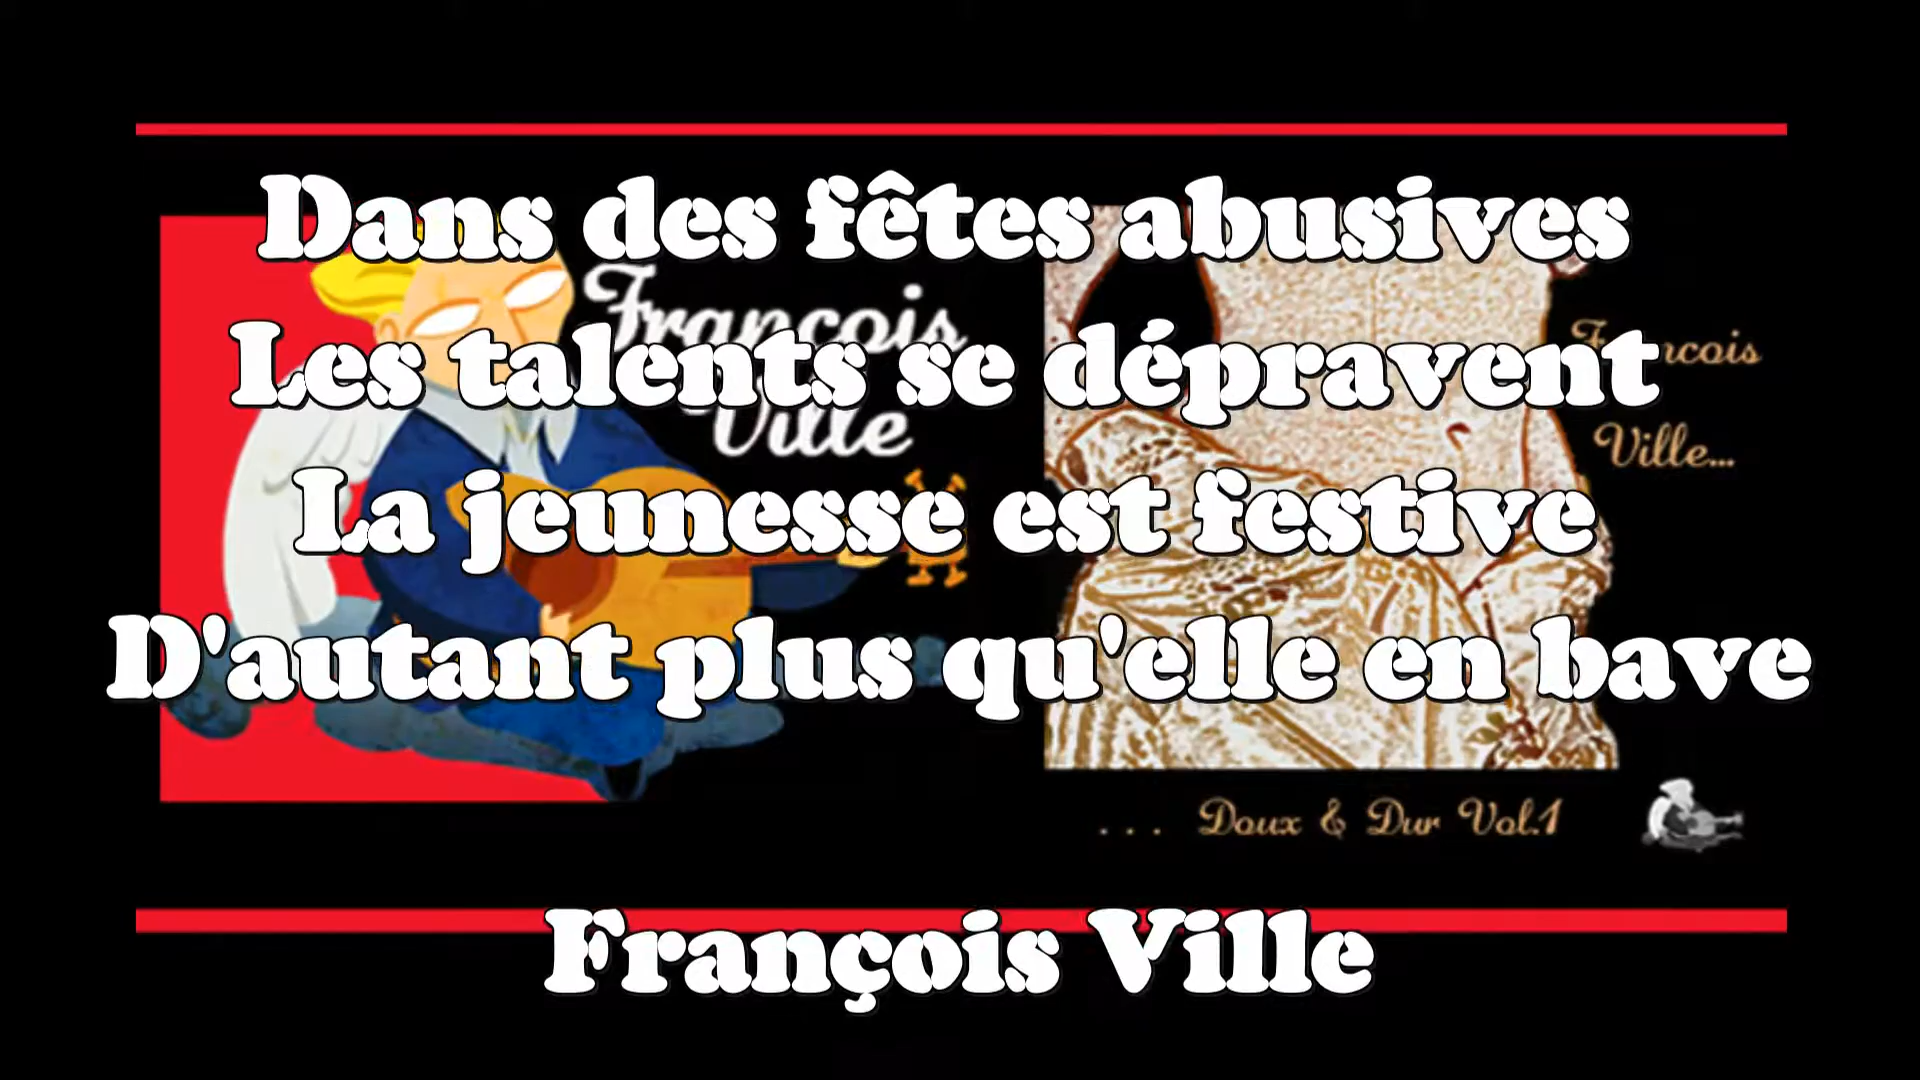 Dans des fêtes abusives
François
Les talents se dépravent
Ville
La jeunesse est festive
Ville...
D'autant plus qu'elle en bave
. . . Doux & Dur Vol.1
François Ville